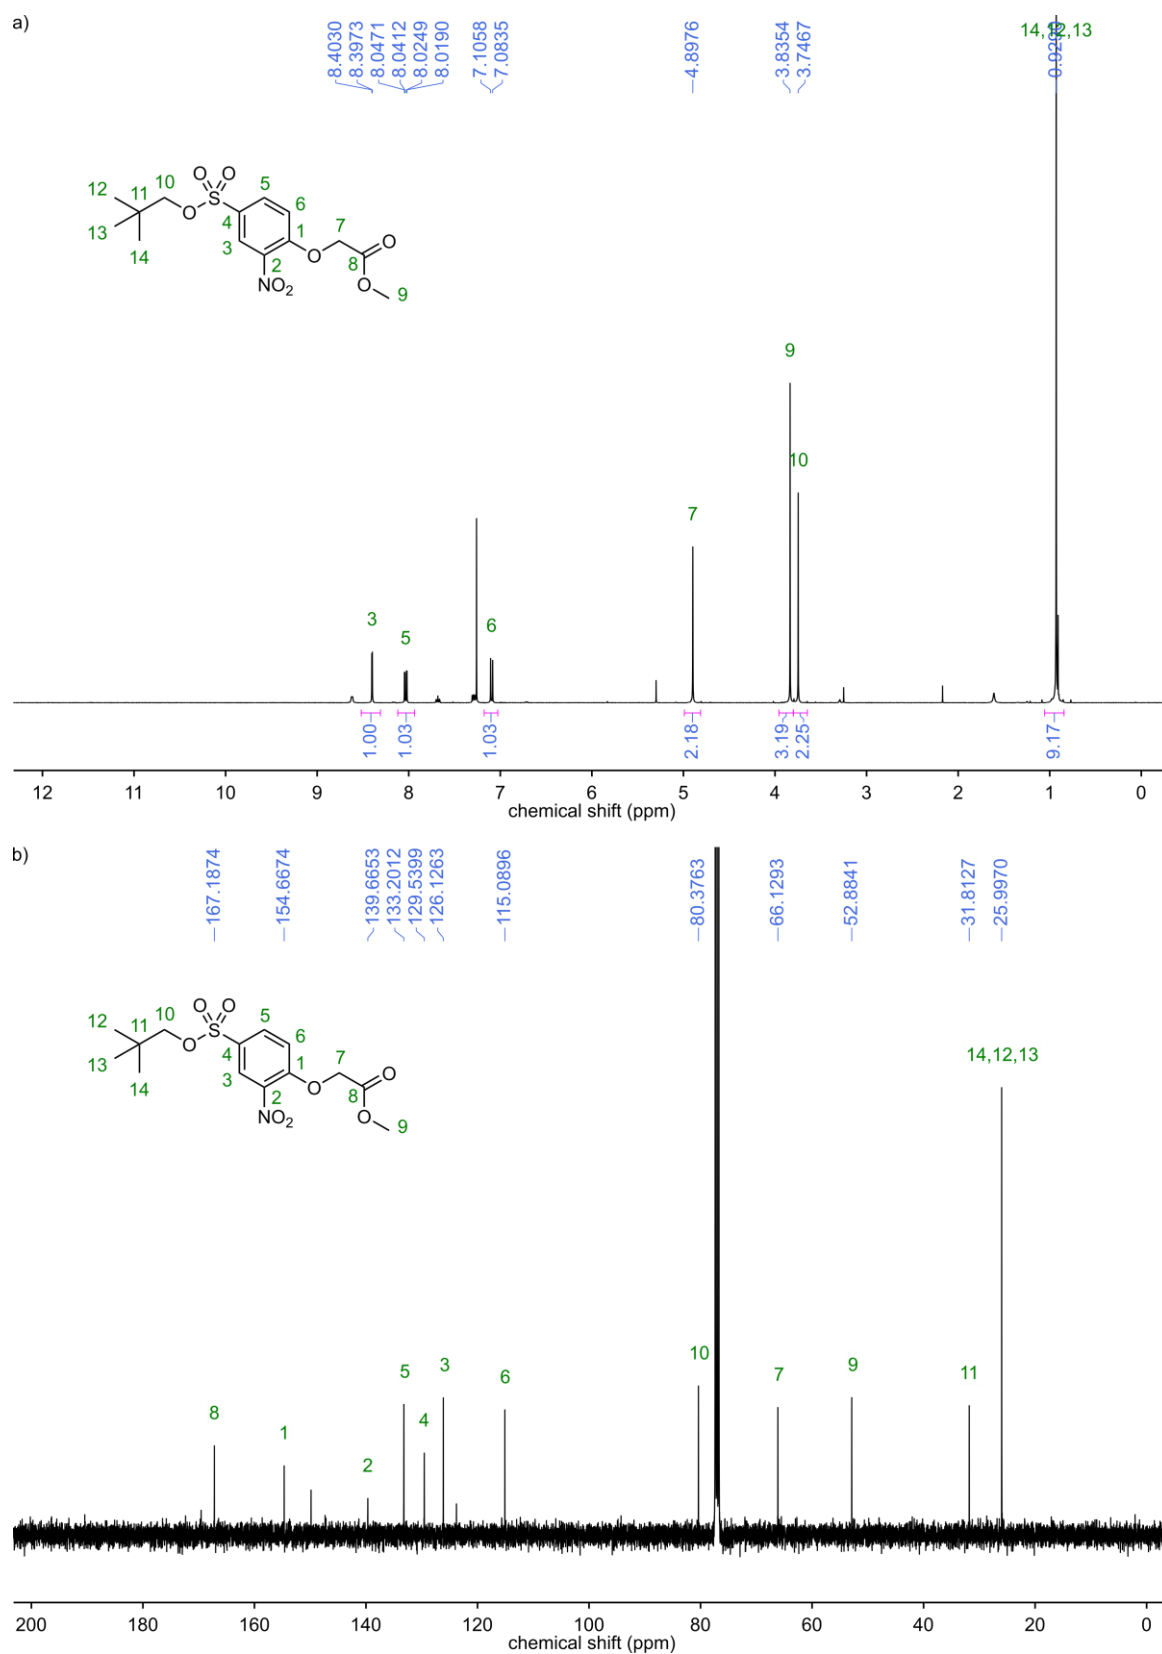 a)
8.4030
8.3973
8.0471
8.0412
8.0249
8.0190
7.1058
7.0835
4.8976
3.8354
3.7467
14,12,13
O O
12 10 S 5
11 O 4 6
13 3 1 7 O
14 2 O 8
NO2 O 9
9
10
7
3
5
6
1.00
1.03
1.03
2.18
3.19
2.25
9.17
12 11 10 9 8 7 6 5 4 3 2 1 0
chemical shift (ppm)
b)
167.1874
154.6674
139.6653
133.2012
129.5399
126.1263
115.0896
80.3763
66.1293
52.8841
31.8127
25.9970
O O
12 10 S 5
11 O 4 6
13 3 1 7 O
14 2 O 8
NO2 O 9
14,12,13
10
5 3 6 7 9 11
8 1 4
2
200 180 160 140 120 100 80 60 40 20 0
chemical shift (ppm)